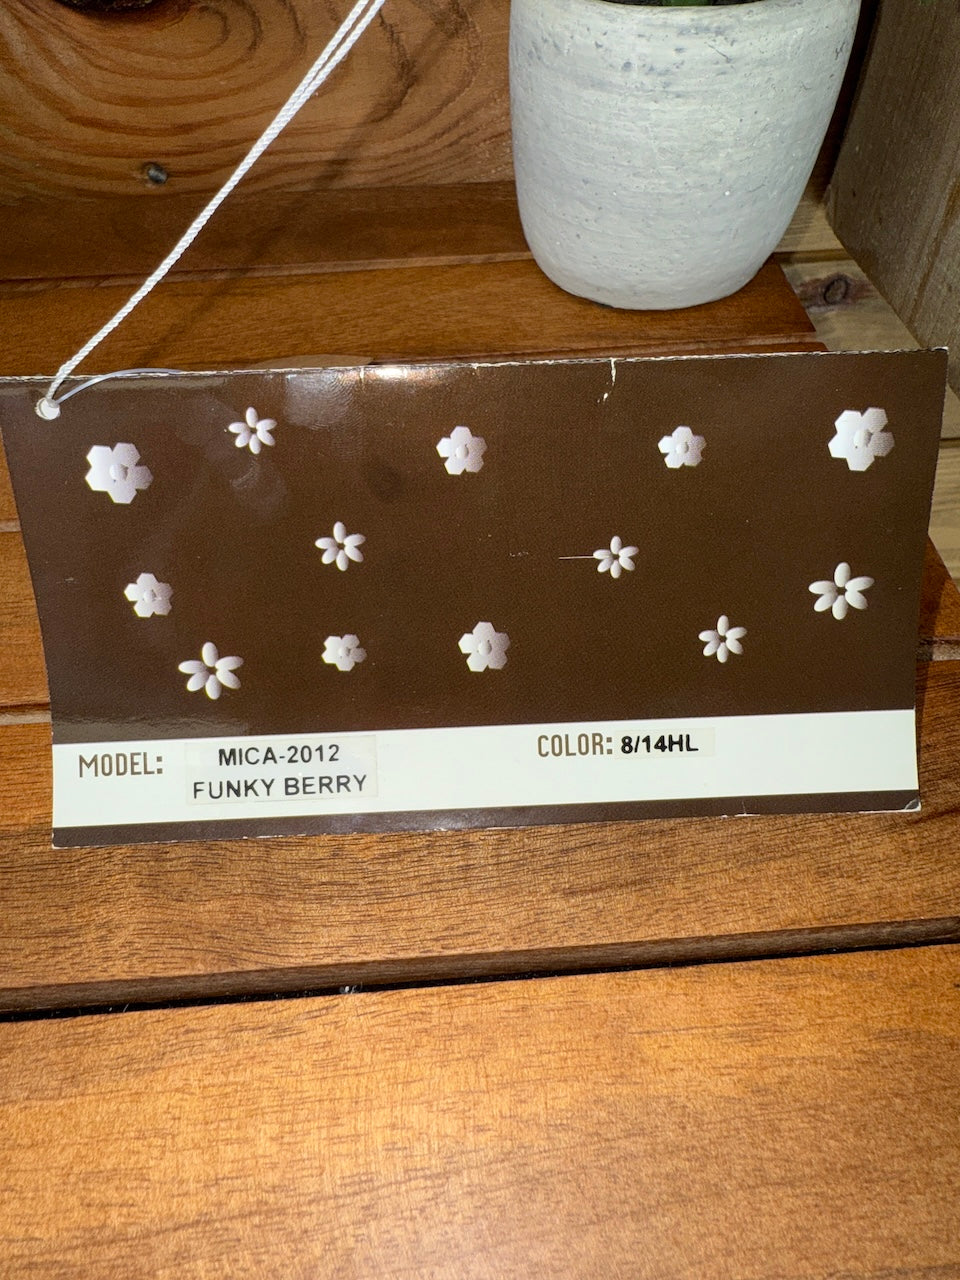 MODEL: MICA-2012 COLOR: 8/14HL
FUNKY BERRY